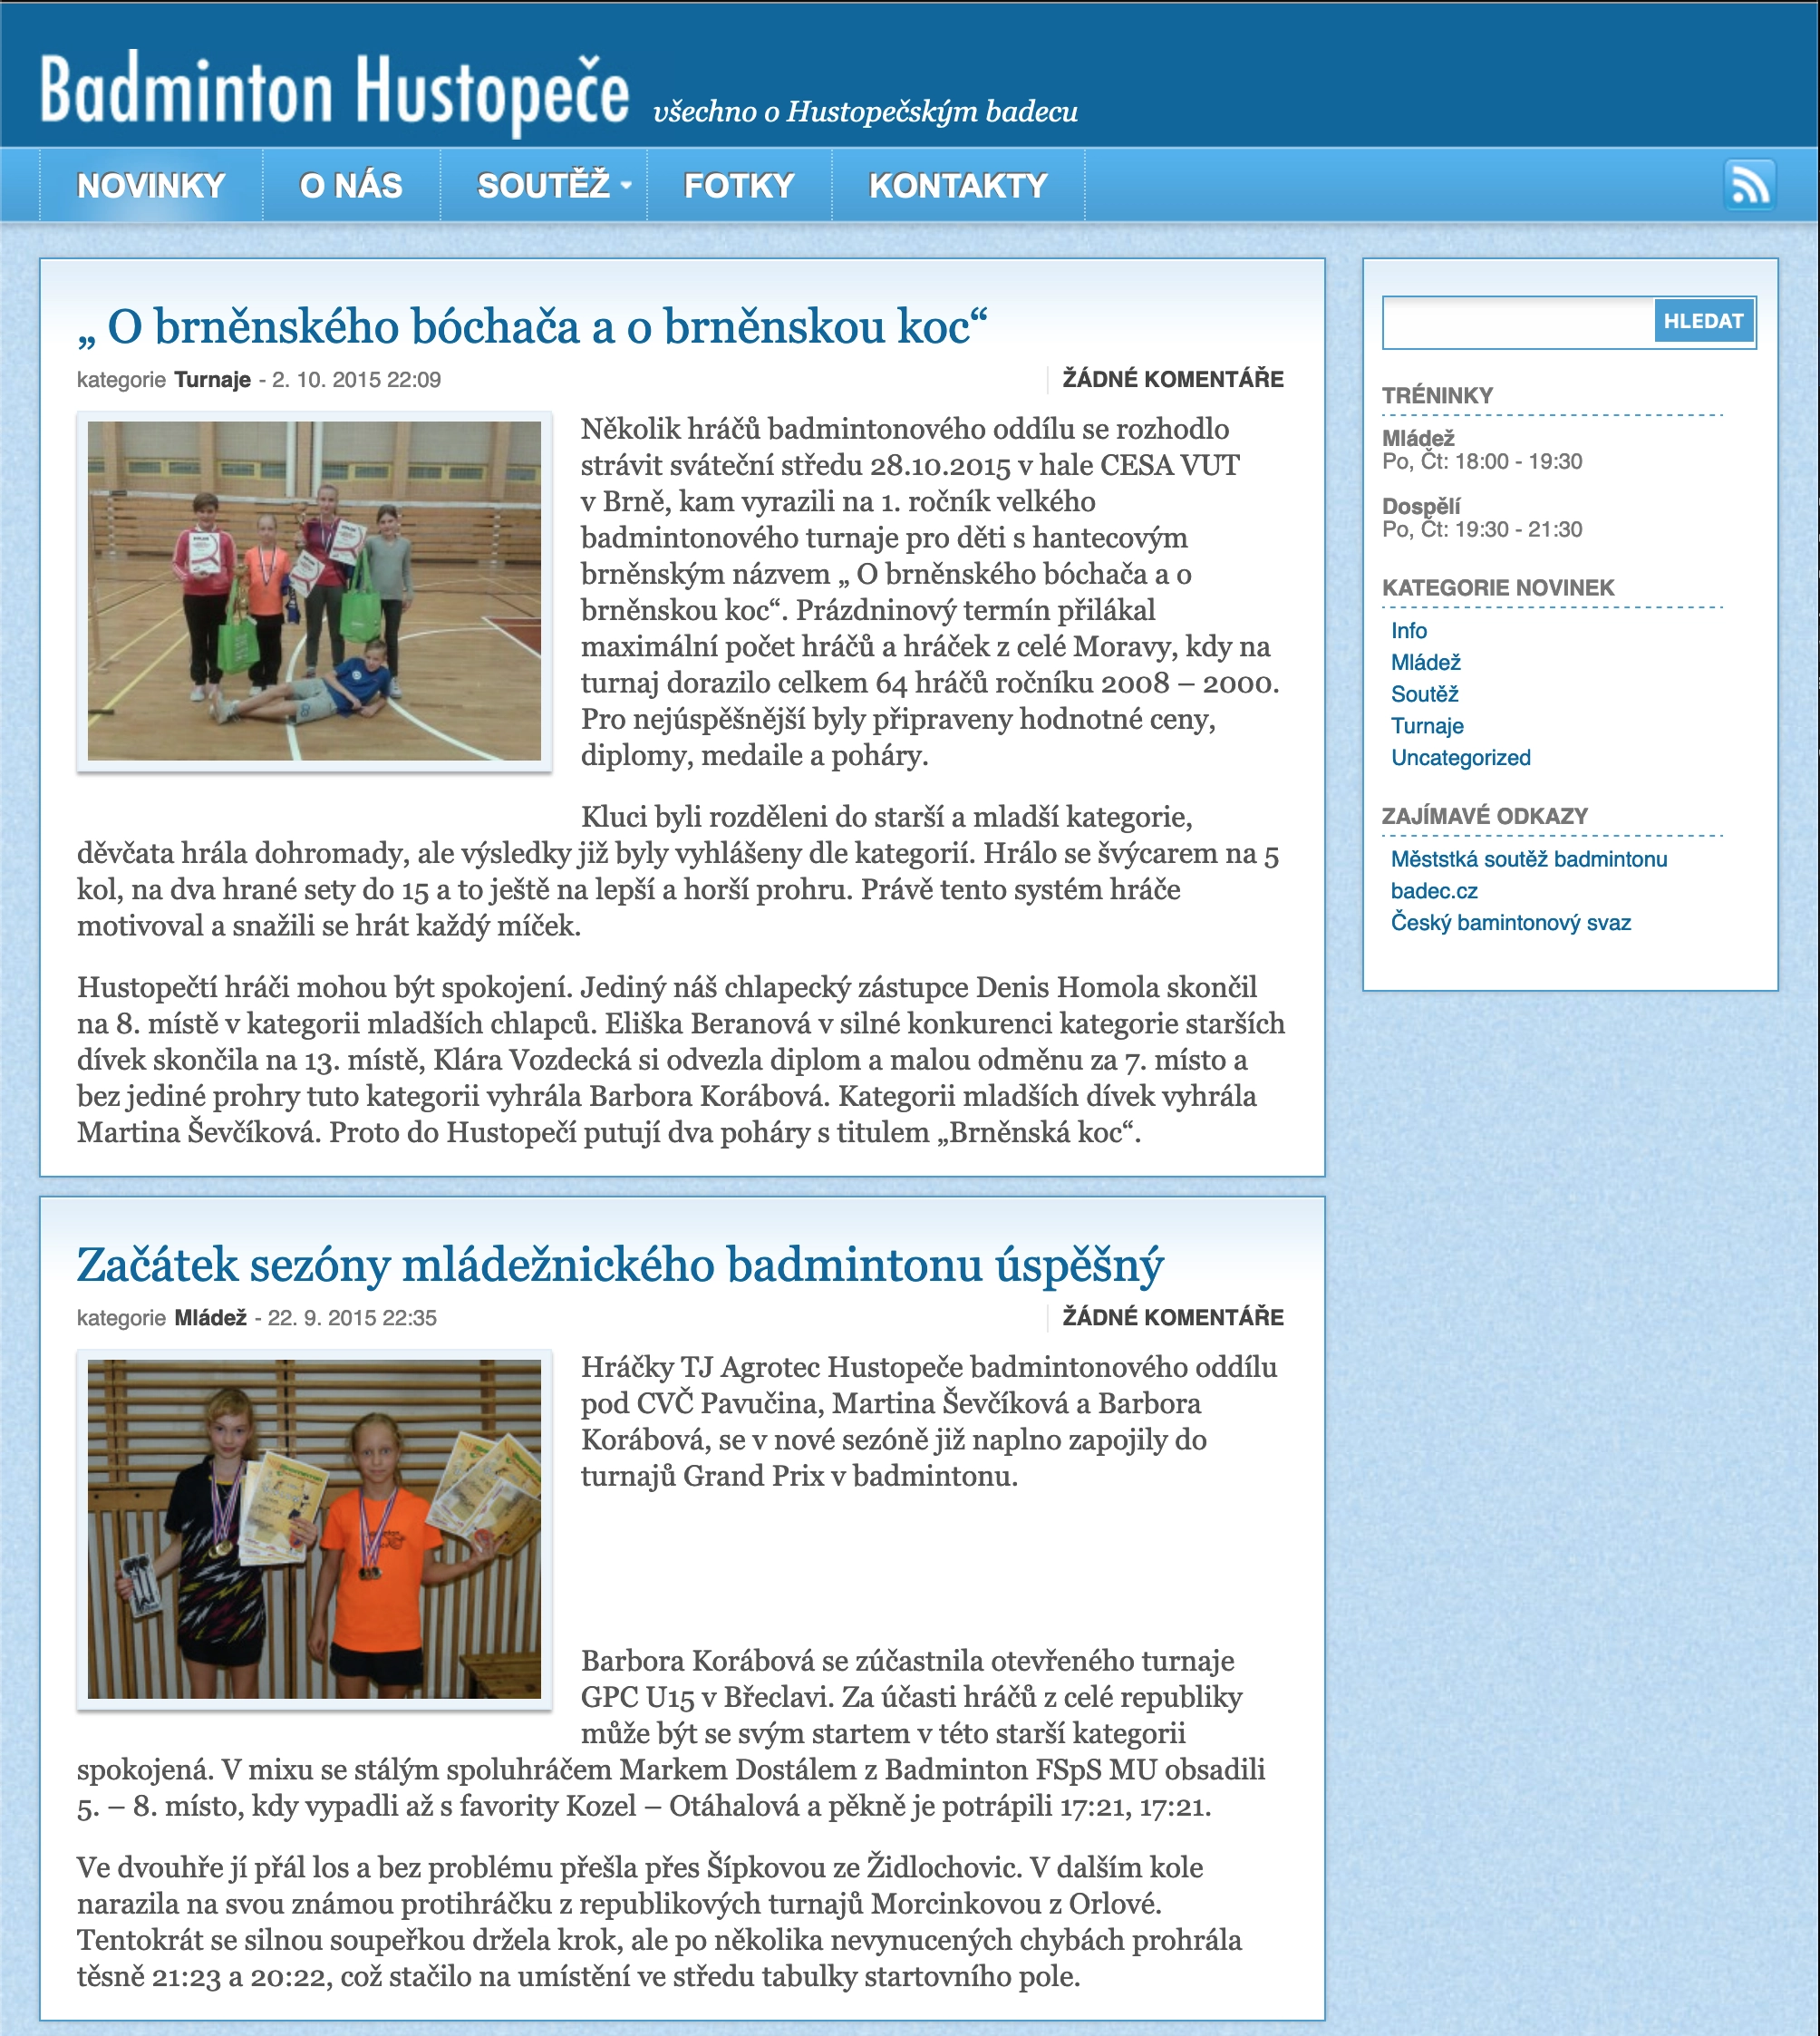 Badminton Hustopeče všechno o Hustopečským badecu
NOVINKY O NÁS SOUTĚŽ FOTKY KONTAKTY
„ O brněnského bóchača a o brněnskou koc“
kategorie Turnaje - 2. 10. 2015 22:09 ŽÁDNÉ KOMENTÁŘE
Několik hráčů badmintonového oddílu se rozhodlo
strávit sváteční středu 28.10.2015 v hale CESA VUT
v Brně, kam vyrazili na 1. ročník velkého
badmintonového turnaje pro děti s hantecovým
brněnským názvem „ O brněnského bóchača a o
brněnskou koc“. Prázdninový termín přilákal
maximální počet hráčů a hráček z celé Moravy, kdy na
turnaj dorazilo celkem 64 hráčů ročníku 2008 – 2000.
Pro nejúspěšnější byly připraveny hodnotné ceny,
diplomy, medaile a poháry.
Kluci byli rozděleni do starší a mladší kategorie,
děvčata hrála dohromady, ale výsledky již byly vyhlášeny dle kategorií. Hrálo se švýcarem na 5
kol, na dva hrané sety do 15 a to ještě na lepší a horší prohru. Právě tento systém hráče
motivoval a snažili se hrát každý míček.
Hustopečtí hráči mohou být spokojení. Jediný náš chlapecký zástupce Denis Homola skončil
na 8. místě v kategorii mladších chlapců. Eliška Beranová v silné konkurenci kategorie starších
dívek skončila na 13. místě, Klára Vozdecká si odvezla diplom a malou odměnu za 7. místo a
bez jediné prohry tuto kategorii vyhrála Barbora Korábová. Kategorii mladších dívek vyhrála
Martina Ševčíková. Proto do Hustopečí putují dva poháry s titulem „Brněnská koc“.
Začátek sezóny mládežnického badmintonu úspěšný
kategorie Mládež - 22. 9. 2015 22:35 ŽÁDNÉ KOMENTÁŘE
Hráčky TJ Agrotec Hustopeče badmintonového oddílu
pod CVČ Pavučina, Martina Ševčíková a Barbora
Korábová, se v nové sezóně již naplno zapojily do
turnajů Grand Prix v badmintonu.
Barbora Korábová se zúčastnila otevřeného turnaje
GPC U15 v Břeclavi. Za účasti hráčů z celé republiky
může být se svým startem v této starší kategorii
spokojená. V mixu se stálým spoluhráčem Markem Dostálem z Badminton FSpS MU obsadili
5. – 8. místo, kdy vypadli až s favority Kozel – Otáhalová a pěkně je potrápili 17:21, 17:21.
Ve dvouhře jí přál los a bez problému přešla přes Šípkovou ze Židlochovic. V dalším kole
narazila na svou známou protihráčku z republikových turnajů Morcinkovou z Orlové.
Tentokrát se silnou soupeřkou držela krok, ale po několika nevynucených chybách prohrála
těsně 21:23 a 20:22, což stačilo na umístění ve středu tabulky startovního pole.
HLEDAT
TRÉNINKY
Mládež
Po, Čt: 18:00 - 19:30
Dospělí
Po, Čt: 19:30 - 21:30
KATEGORIE NOVINEK
Info
Mládež
Soutěž
Turnaje
Uncategorized
ZAJÍMAVÉ ODKAZY
Měststká soutěž badmintonu
badec.cz
Český bamintonový svaz